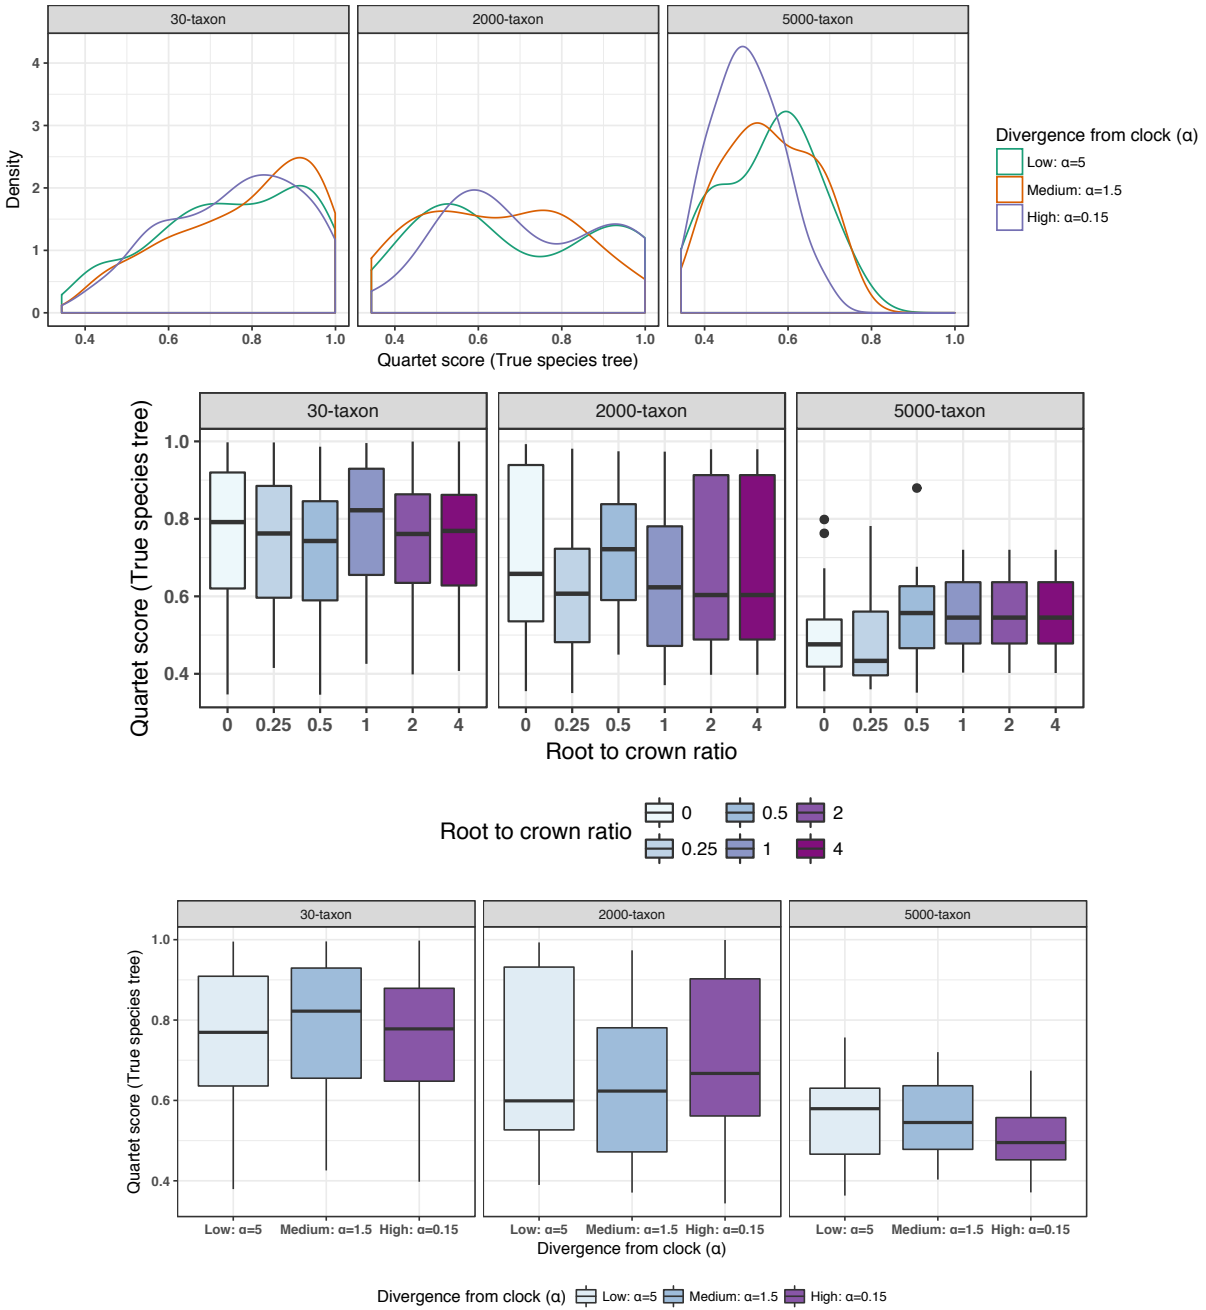 30-taxon 2000-taxon 5000-taxon
4
3
2
1
0
Density
0.4 0.6 0.8 1.0 0.4 0.6 0.8 1.0 0.4 0.6 0.8 1.0
Quartet score (True species tree)
Divergence from clock (α)
Low: α=5
Medium: α=1.5
High: α=0.15
30-taxon 2000-taxon 5000-taxon
1.0
0.8
0.6
0.4
Quartet score (True species tree)
0 0.25 0.5 1 2 4 0 0.25 0.5 1 2 4 0 0.25 0.5 1 2 4
Root to crown ratio
Root to crown ratio 0 0.5 2
0.25 1 4
30-taxon 2000-taxon 5000-taxon
1.0
0.8
0.6
0.4
Quartet score (True species tree)
Low: α=5 Medium: α=1.5 High: α=0.15 Low: α=5 Medium: α=1.5 High: α=0.15 Low: α=5 Medium: α=1.5 High: α=0.15
Divergence from clock (α)
Divergence from clock (α) Low: α=5 Medium: α=1.5 High: α=0.15